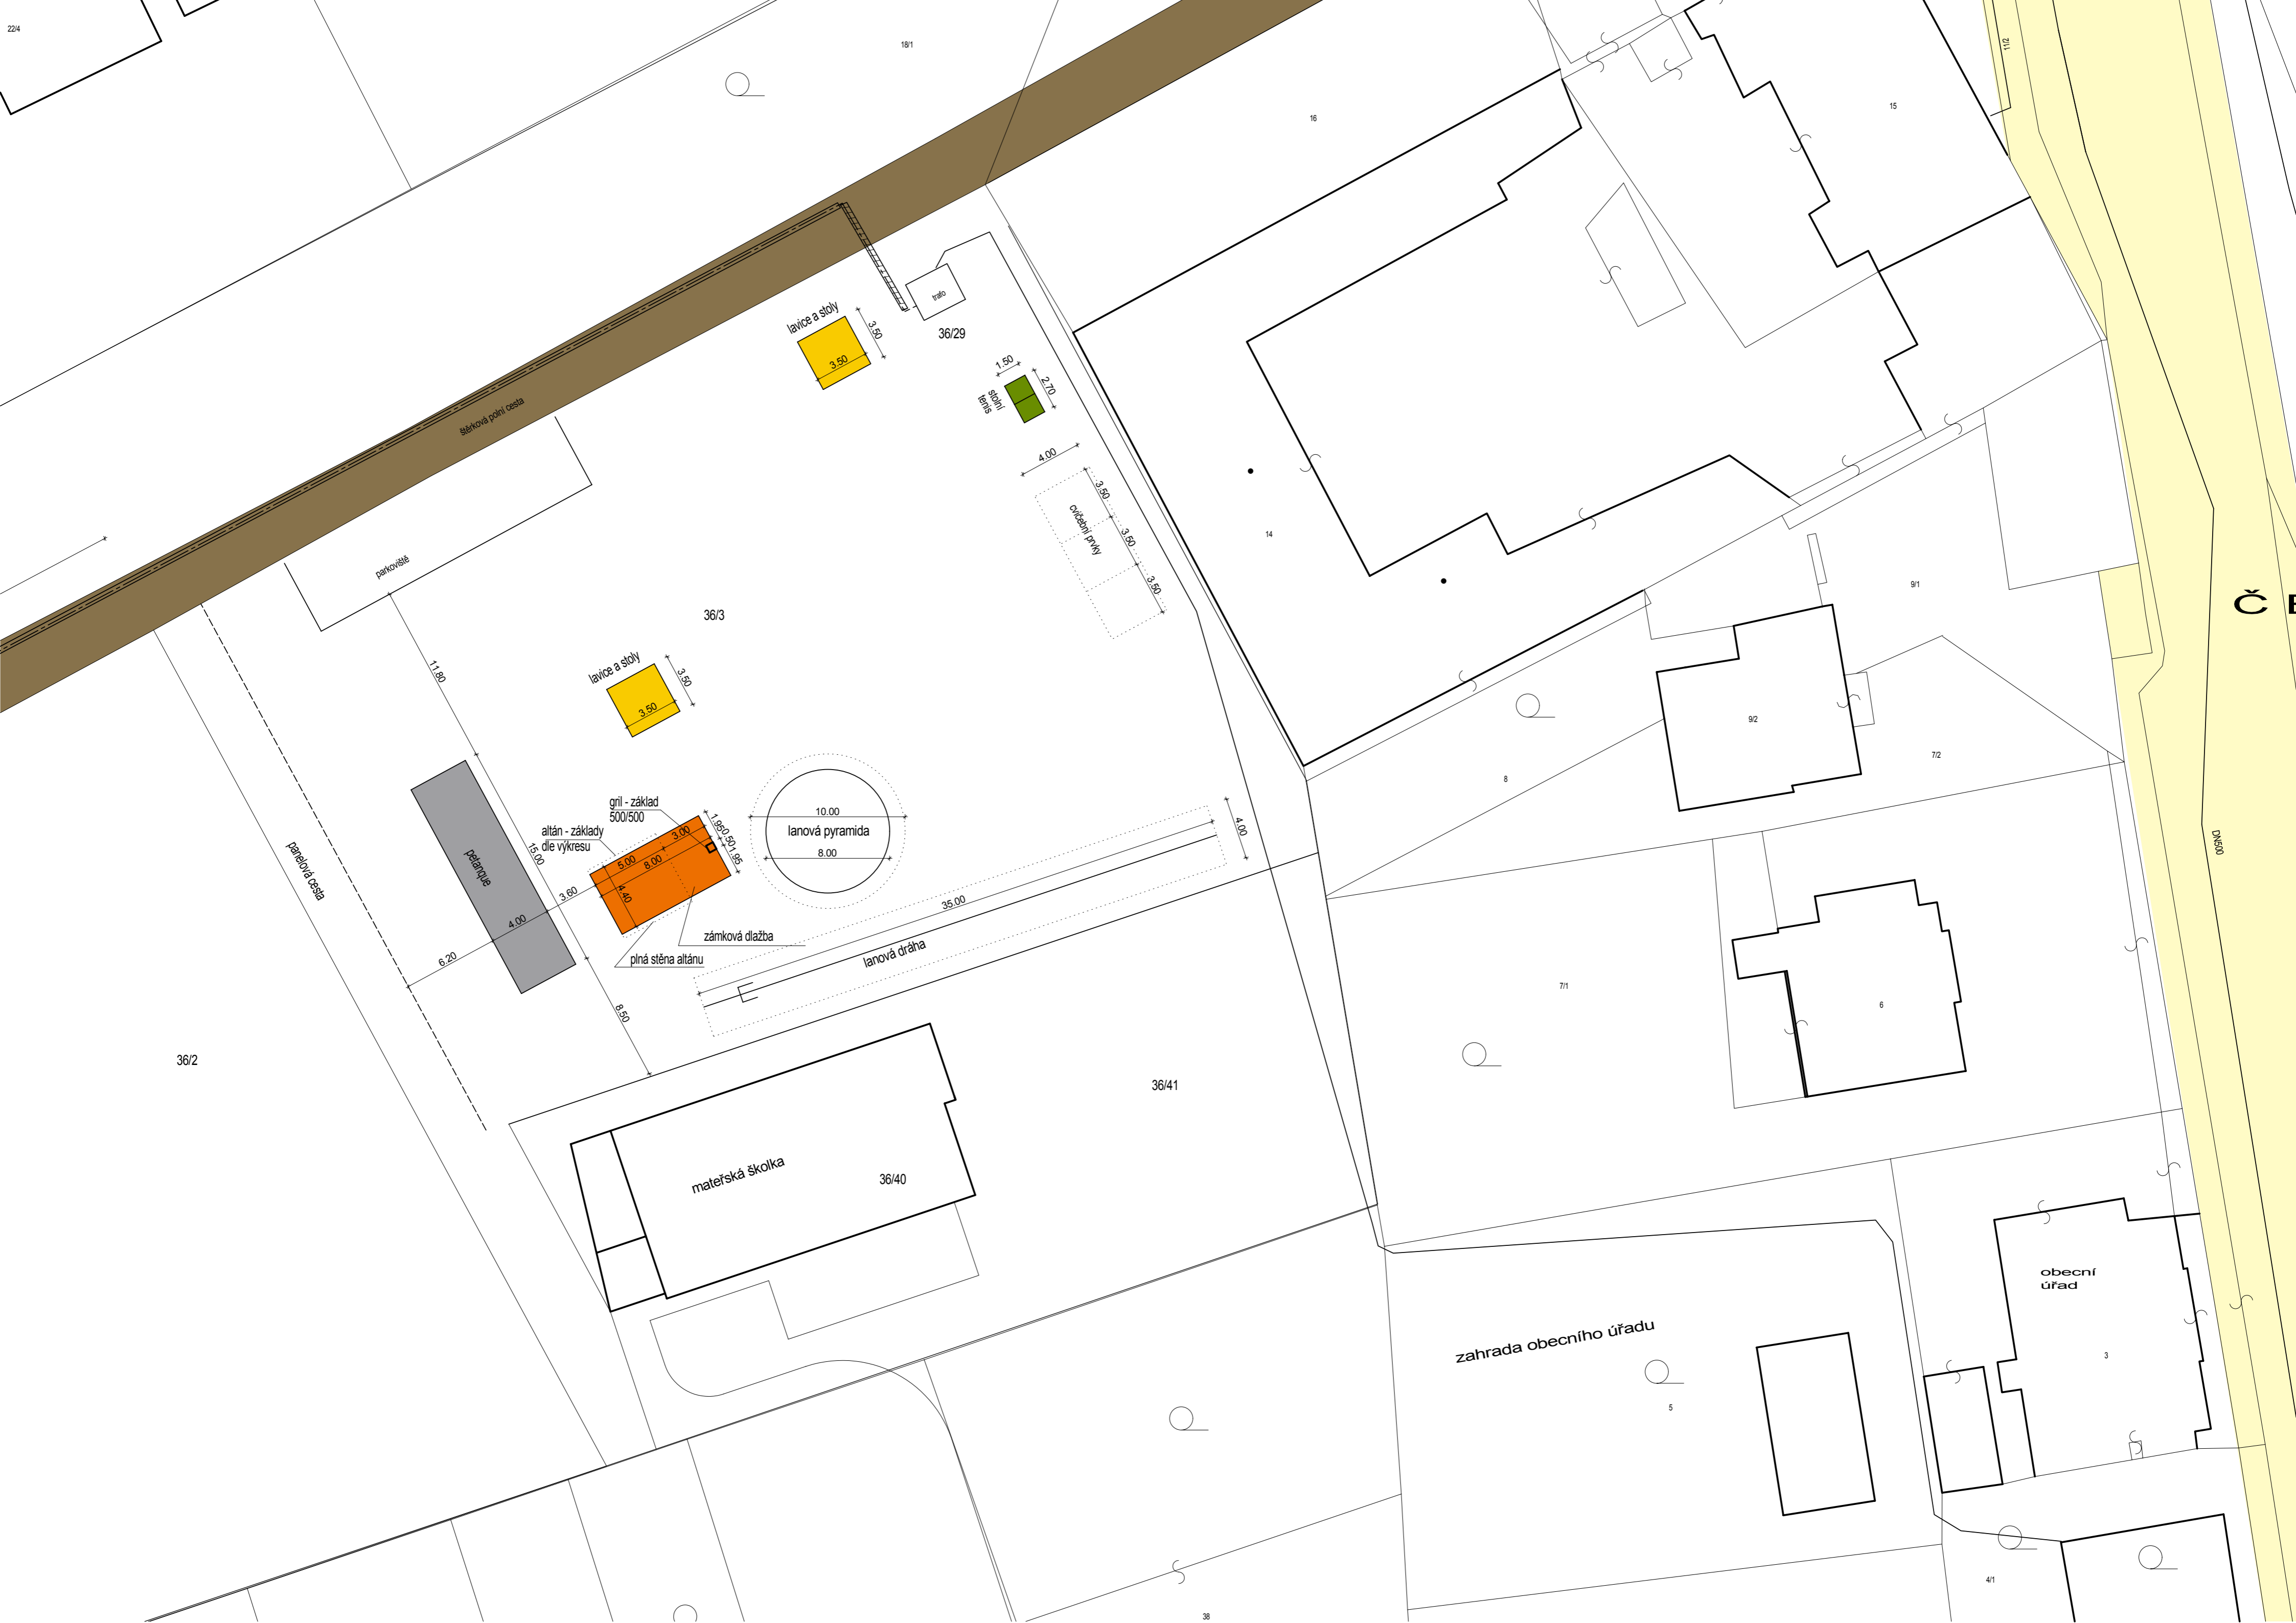 22/4
18/1
11/2
15
16
trafo
36/29
lavice a stoly
3.50
3.50
1.50
2.70
stolní
tenis
štěrková polní cesta
4.00
3.50
cvičební prvky
3.50
3.50
14
parkoviště
36/3
9/1
Č
11.80
lavice a stoly
3.50
3.50
9/2
7/2
8
gril - základ
500/500
altán - základy
dle výkresu
10.00
lanová pyramida
8.00
1.95
0.50
1.95
3.00
5.00
8.00
4.40
4.00
DN500
panelová cesta
petanque
15.00
3.60
4.00
6.20
35.00
zámková dlažba
plná stěna altánu
lanová dráha
8.50
7/1
6
36/2
36/41
mateřská školka
36/40
obecní
úřad
zahrada obecního úřadu
3
5
4/1
38